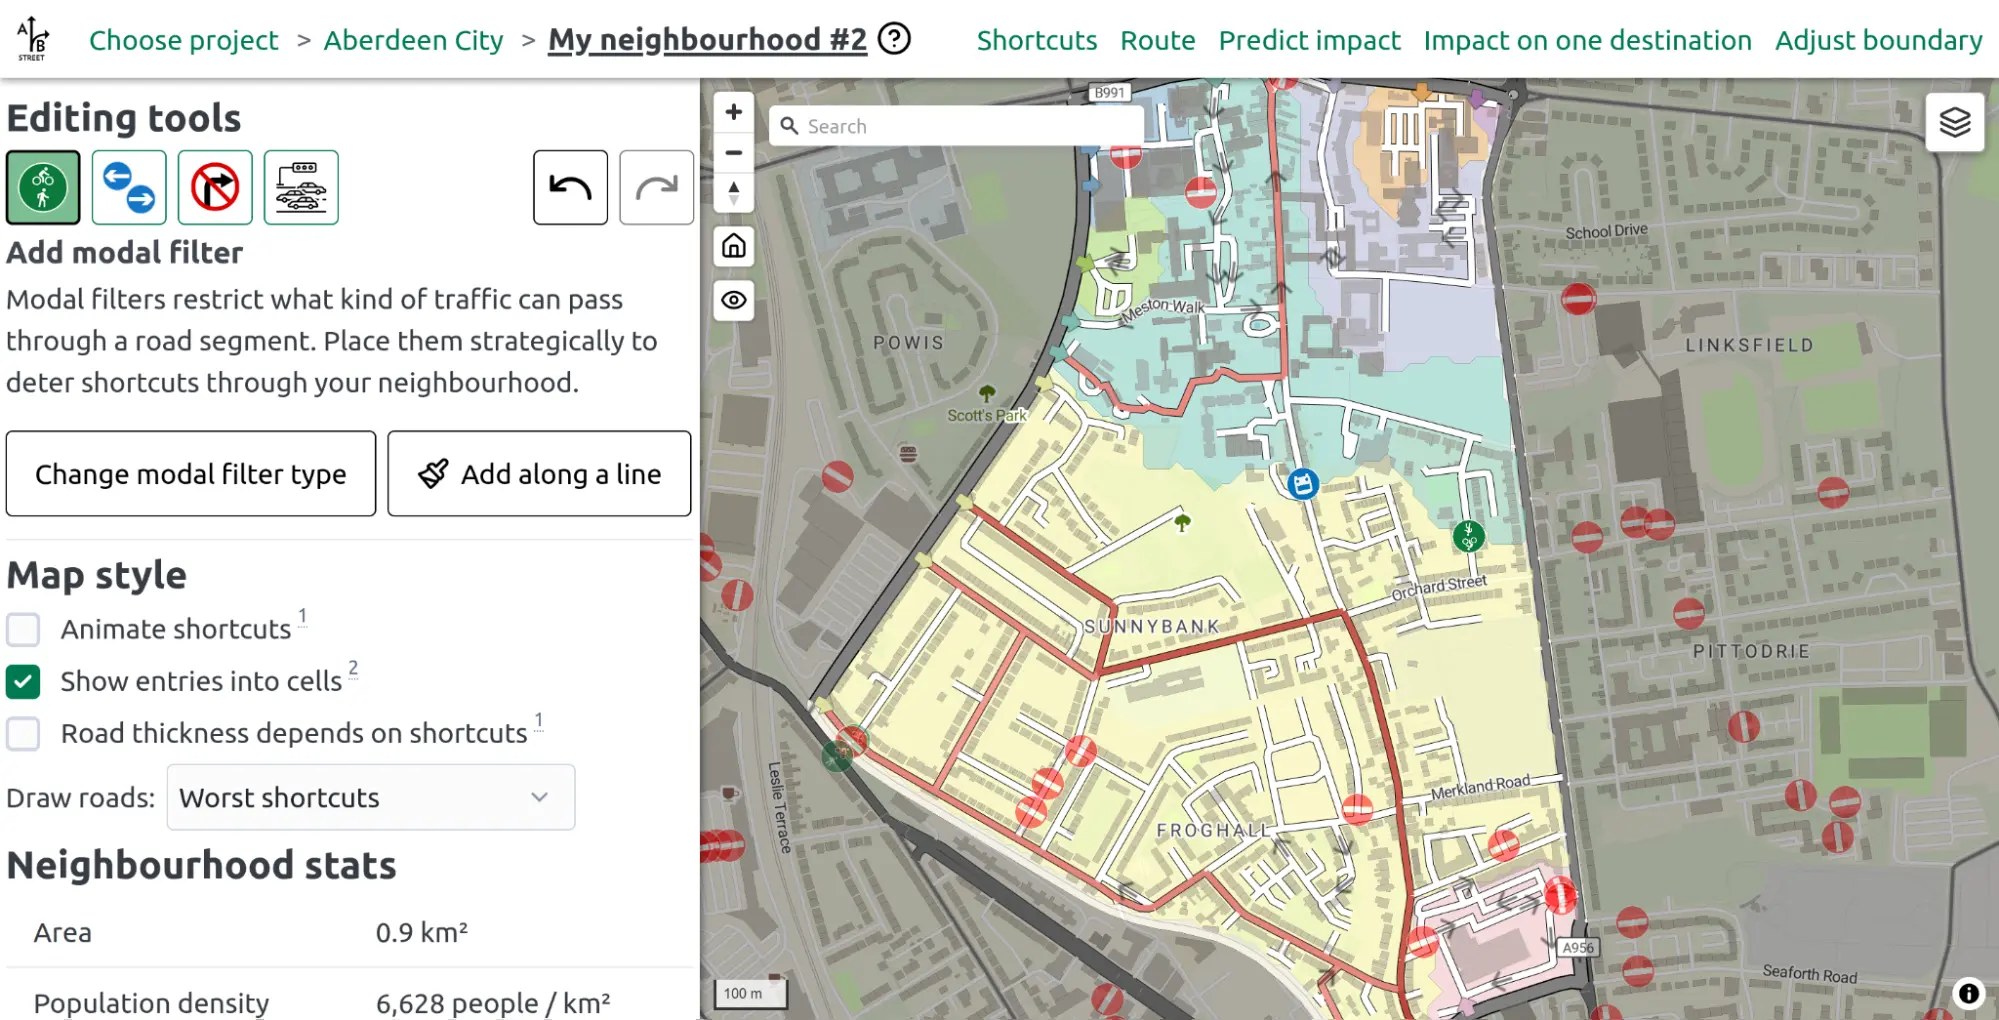 A B STREET
Choose project > Aberdeen City > My neighbourhood #2 ?
Shortcuts Route Predict impact Impact on one destination Adjust boundary
Editing tools
Add modal filter
Modal filters restrict what kind of traffic can pass
through a road segment. Place them strategically to
deter shortcuts through your neighbourhood.
Change modal filter type
Add along a line
Map style
Animate shortcuts 1
Show entries into cells 2
Road thickness depends on shortcuts 1
Draw roads: Worst shortcuts
Neighbourhood stats
Area 0.9 km²
Population density 6,628 people / km²
Search
B991
School Drive
Meston Walk
POWIS
LINKSFIELD
Scott's Park
Orchard Street
SUNNYBANK
PITTODRIE
Leslie Terrace
Merkland Road
FROGHALL
A956
Seaforth Road
100 m